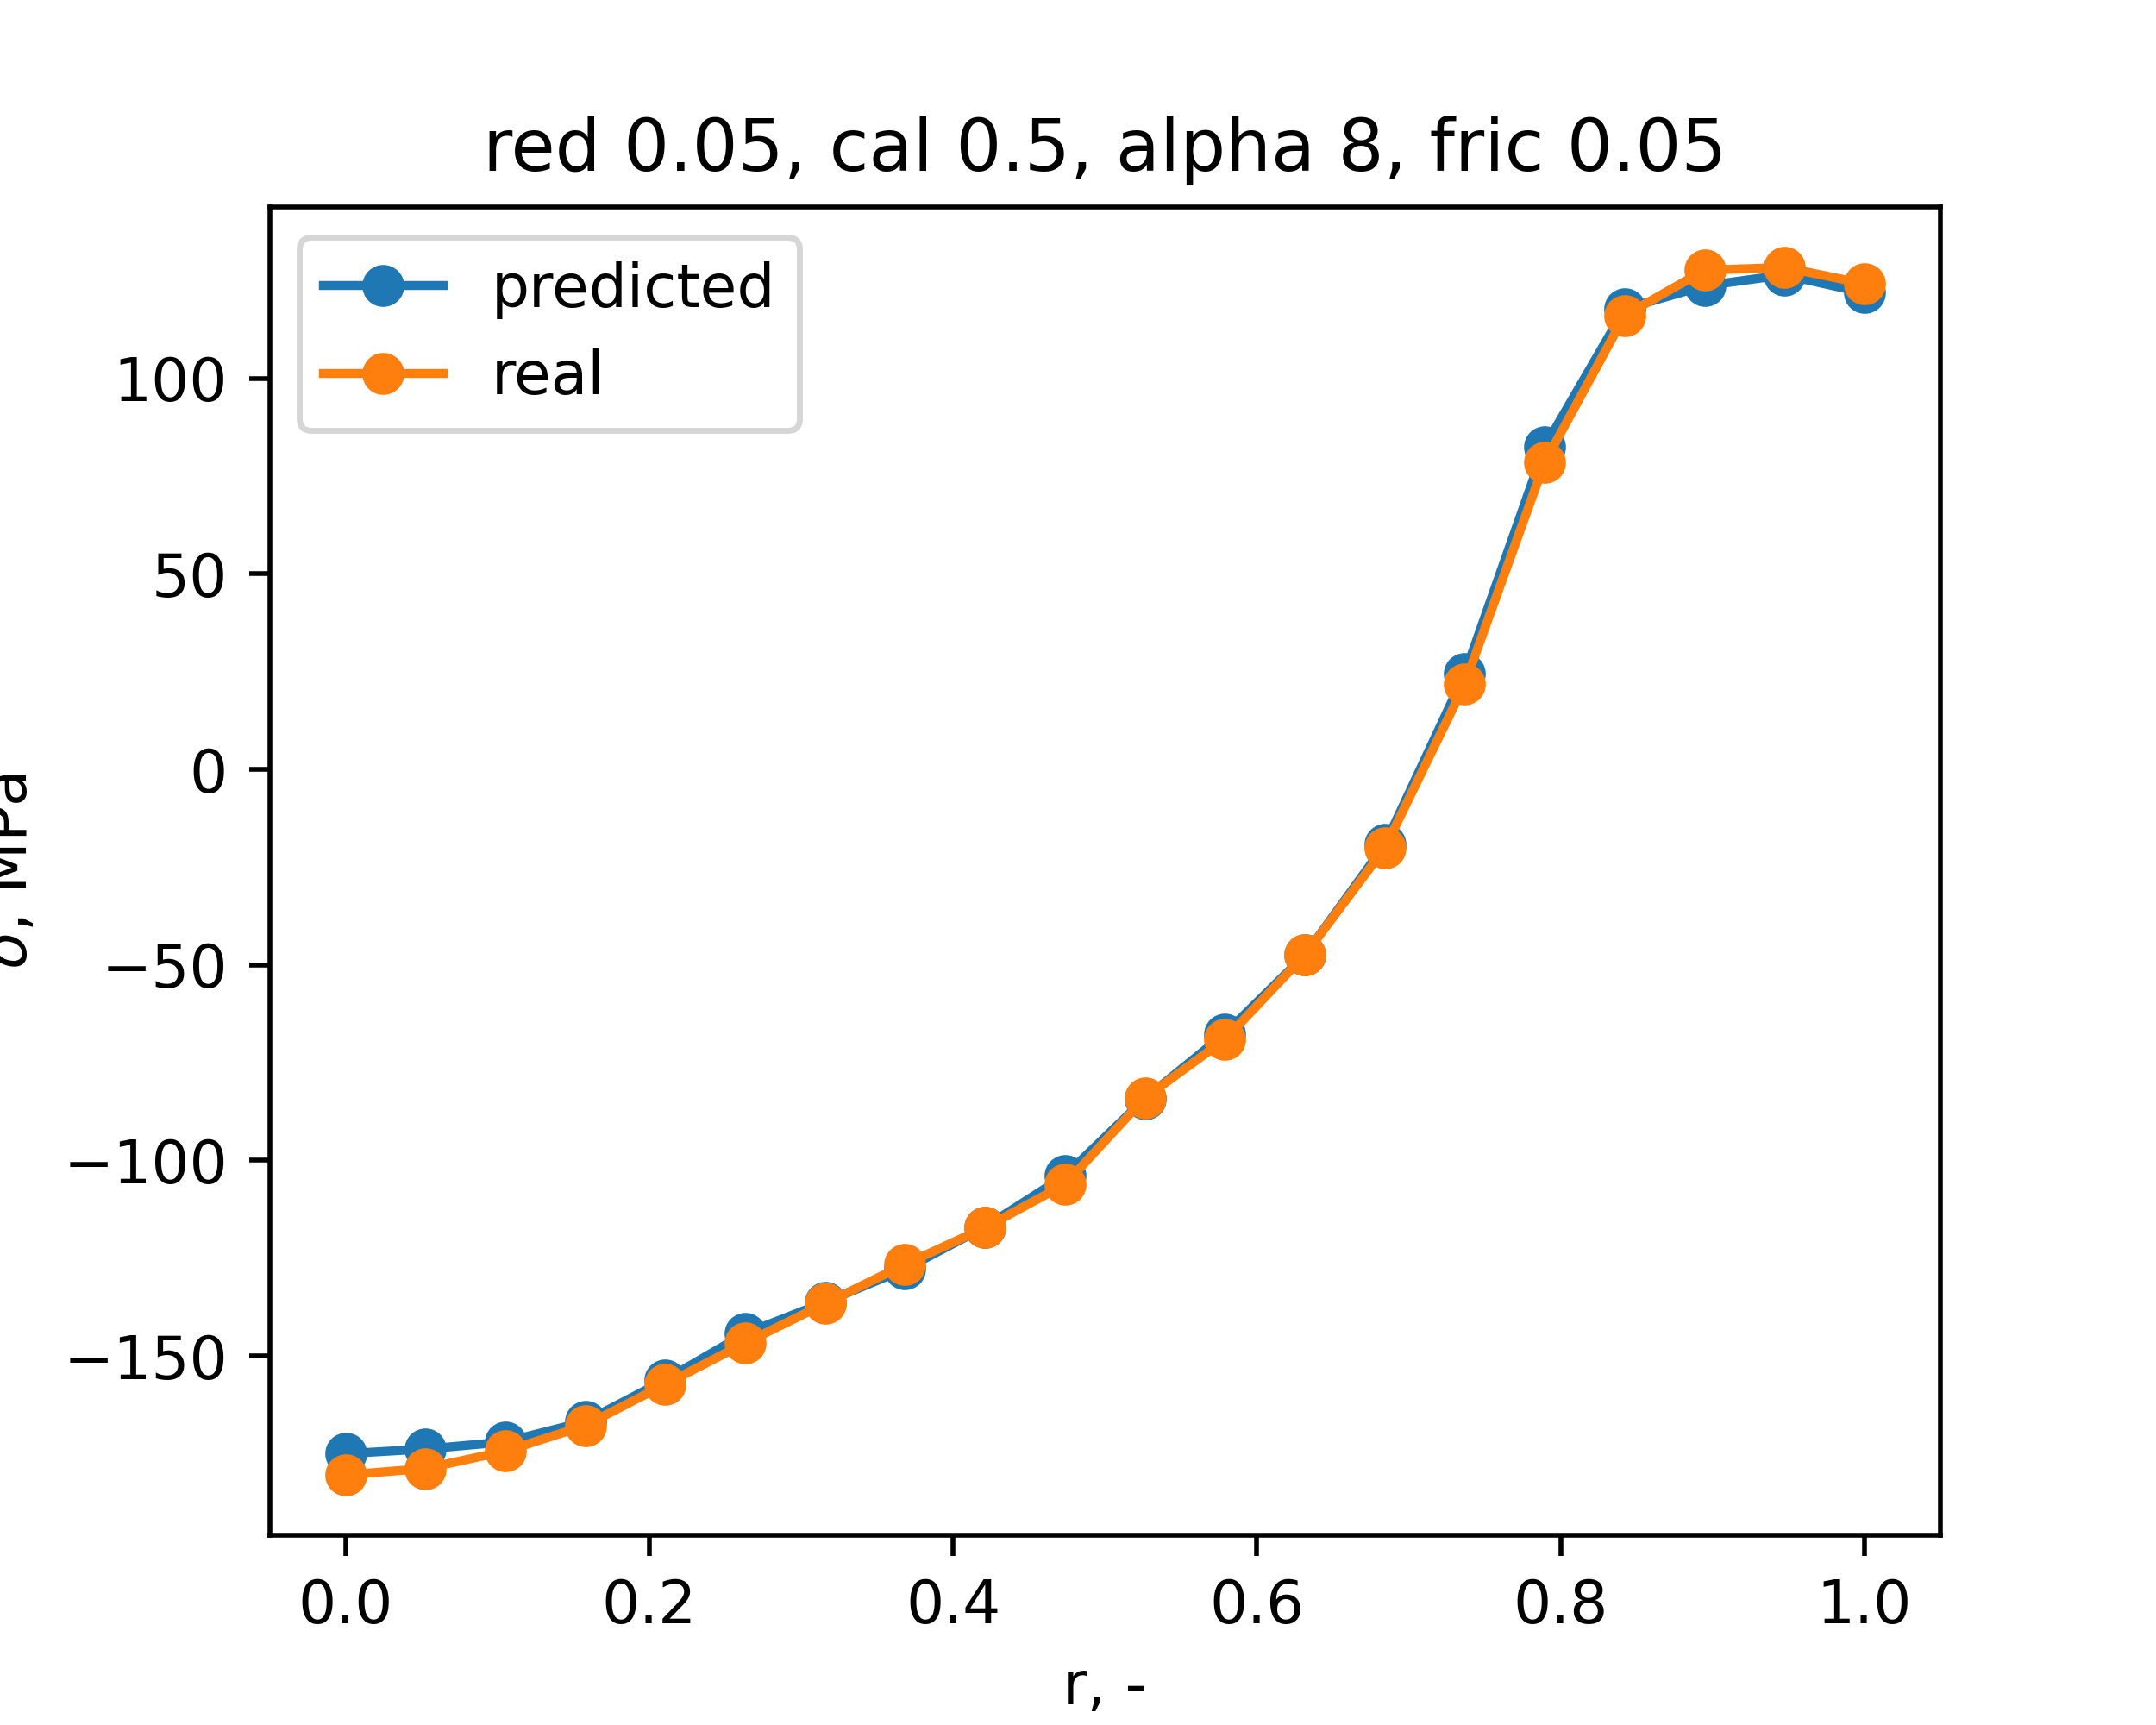 red 0.05, cal 0.5, alpha 8, fric 0.05
predicted
real
100
50
0
−50
−100
−150
σ, MPa
0.0 0.2 0.4 0.6 0.8 1.0
r, -